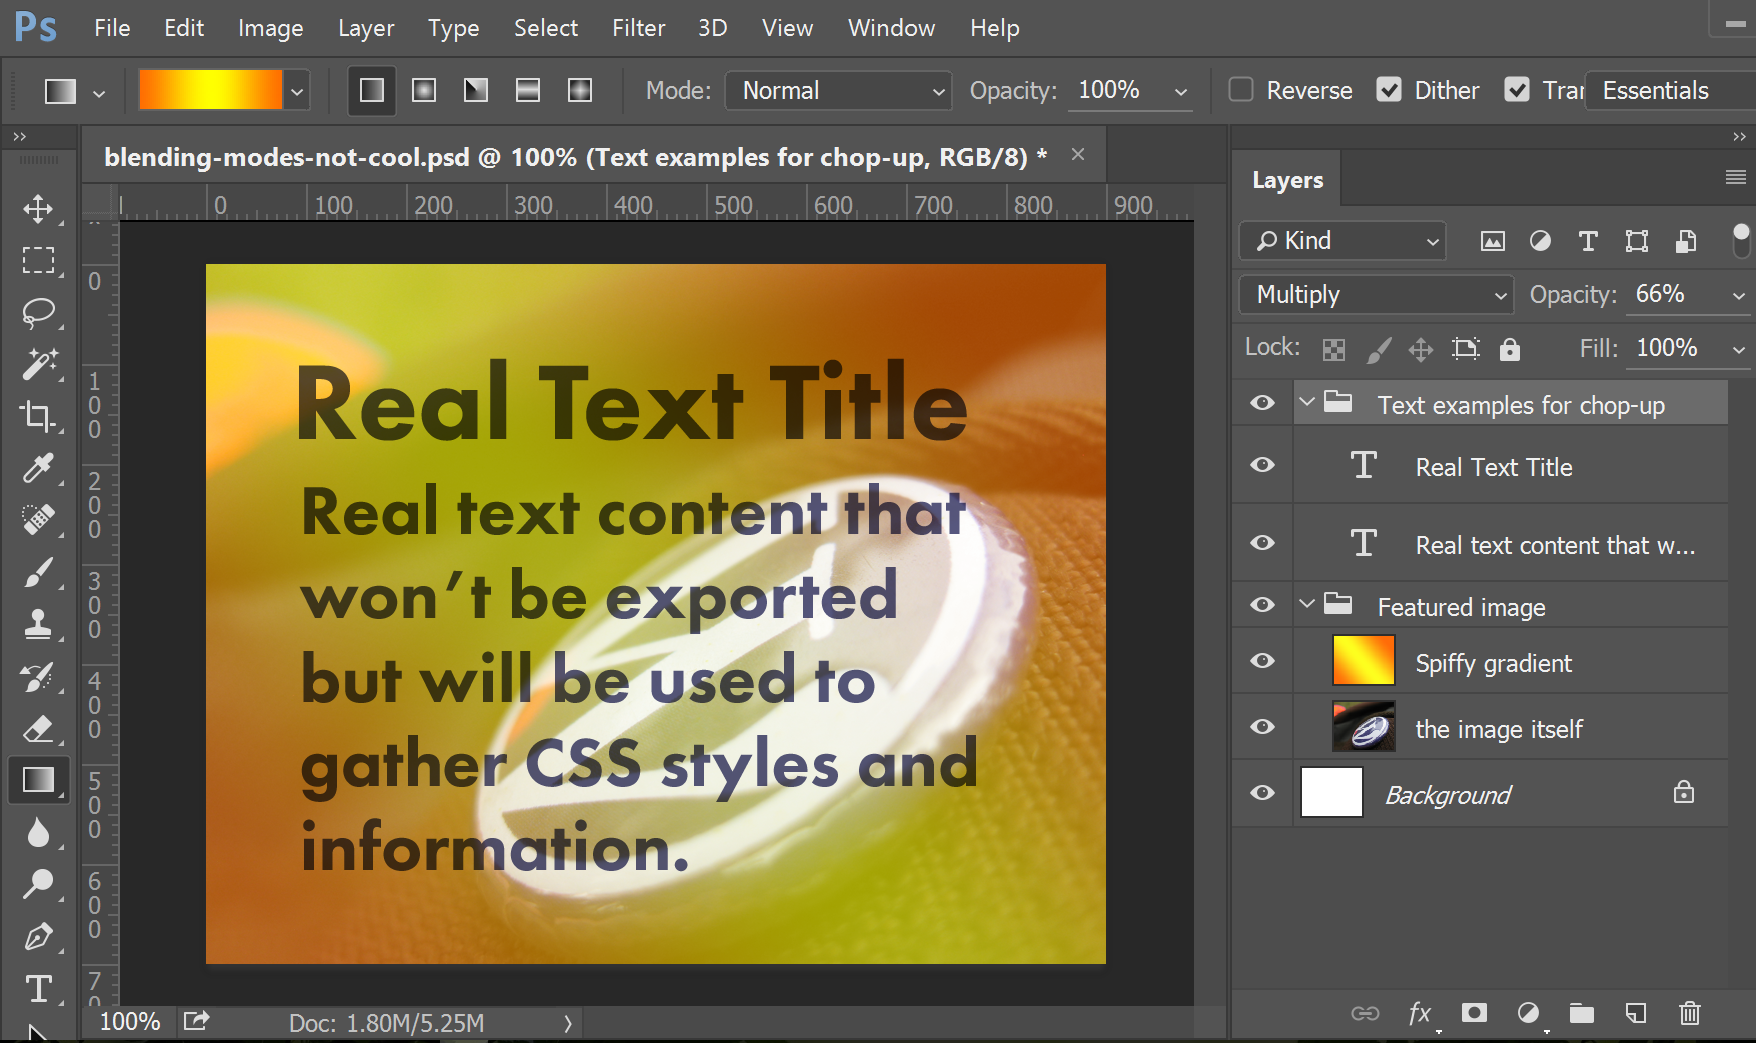 Ps File Edit Image Layer Type Select Filter 3D View Window Help
Mode: Normal Opacity: 100% Reverse Dither Trar Essentials
blending-modes-not-cool.psd @ 100% (Text examples for chop-up, RGB/8) * ×
Layers
0 100 200 300 400 500 600 700 800 900
Kind
Multiply Opacity: 66%
Lock: Fill: 100%
0
100
200
300
400
500
600
70
Real Text Title
Real text content that
won’t be exported
but will be used to
gather CSS styles and
information.
Text examples for chop-up
Real Text Title
Real text content that w...
Featured image
Spiffy gradient
the image itself
Background
fx
100% Doc: 1.80M/5.25M